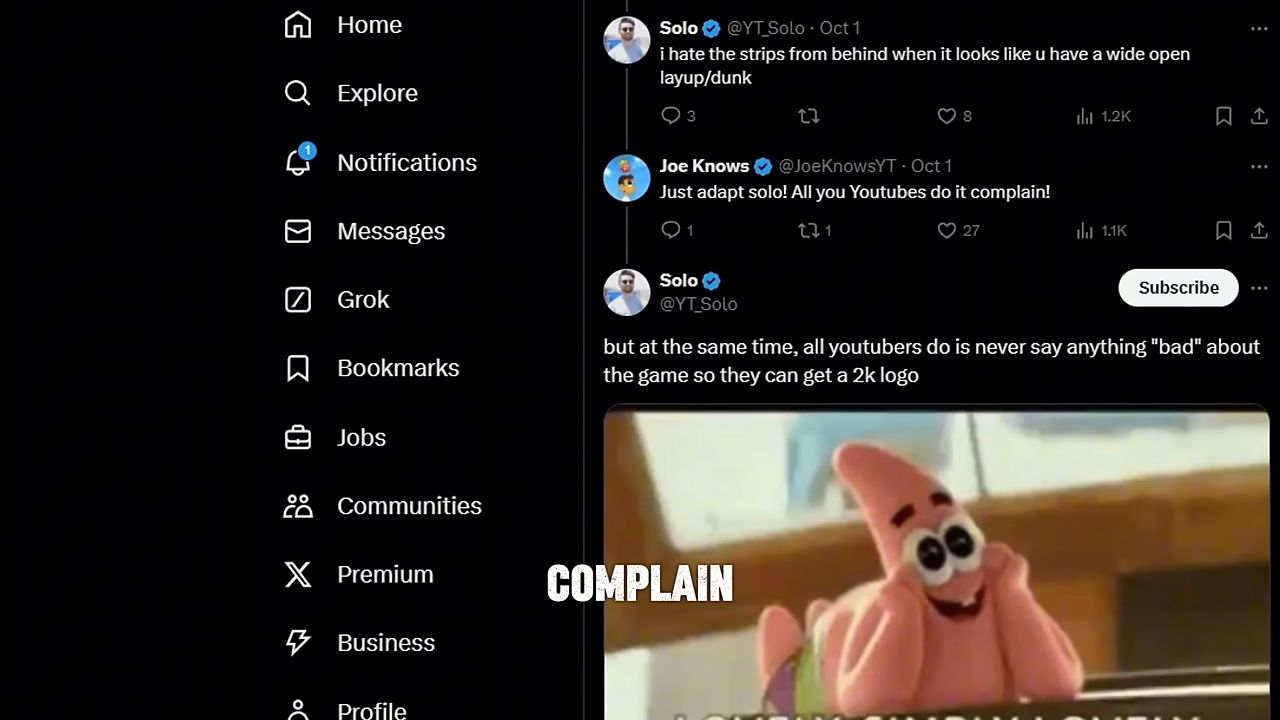 Home
Explore
1
Notifications
Messages
Grok
Bookmarks
Jobs
Communities
Premium
Business
Profile
Solo @YT_Solo · Oct 1
i hate the strips from behind when it looks like u have a wide open
layup/dunk
3 8 1.2K
Joe Knows @JoeKnowsYT · Oct 1
Just adapt solo! All you Youtubes do it complain!
1 1 27 1.1K
Solo
@YT_Solo
Subscribe
but at the same time, all youtubers do is never say anything "bad" about
the game so they can get a 2k logo
COMPLAIN